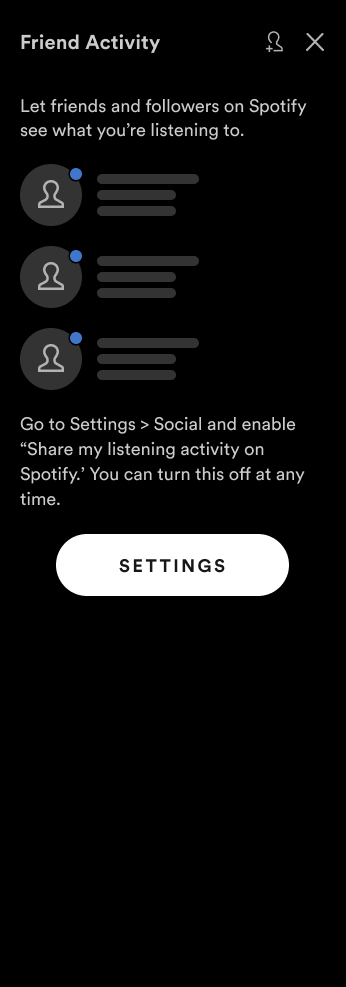 Friend Activity
Let friends and followers on Spotify
see what you’re listening to.
Go to Settings > Social and enable
“Share my listening activity on
Spotify.’ You can turn this off at any
time.
SETTINGS